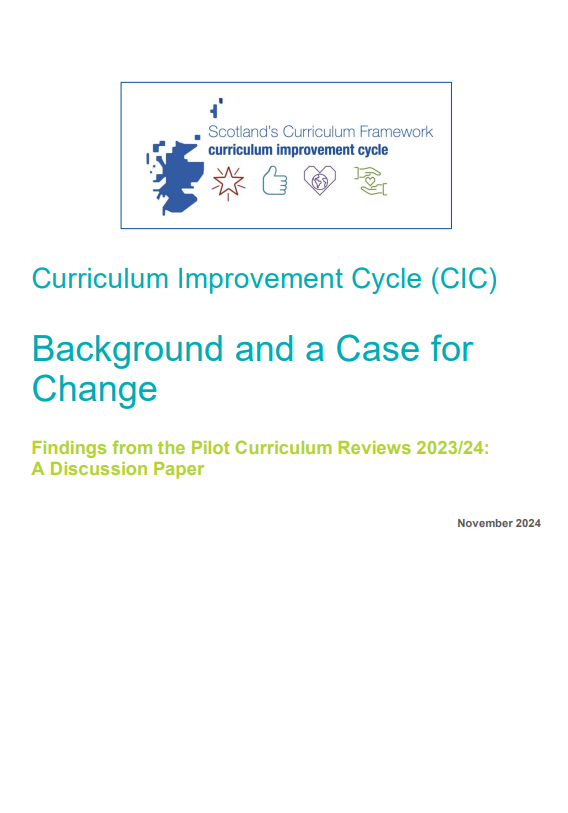 Scotland's Curriculum Framework
curriculum improvement cycle
Curriculum Improvement Cycle (CIC)
Background and a Case for
Change
Findings from the Pilot Curriculum Reviews 2023/24:
A Discussion Paper
November 2024